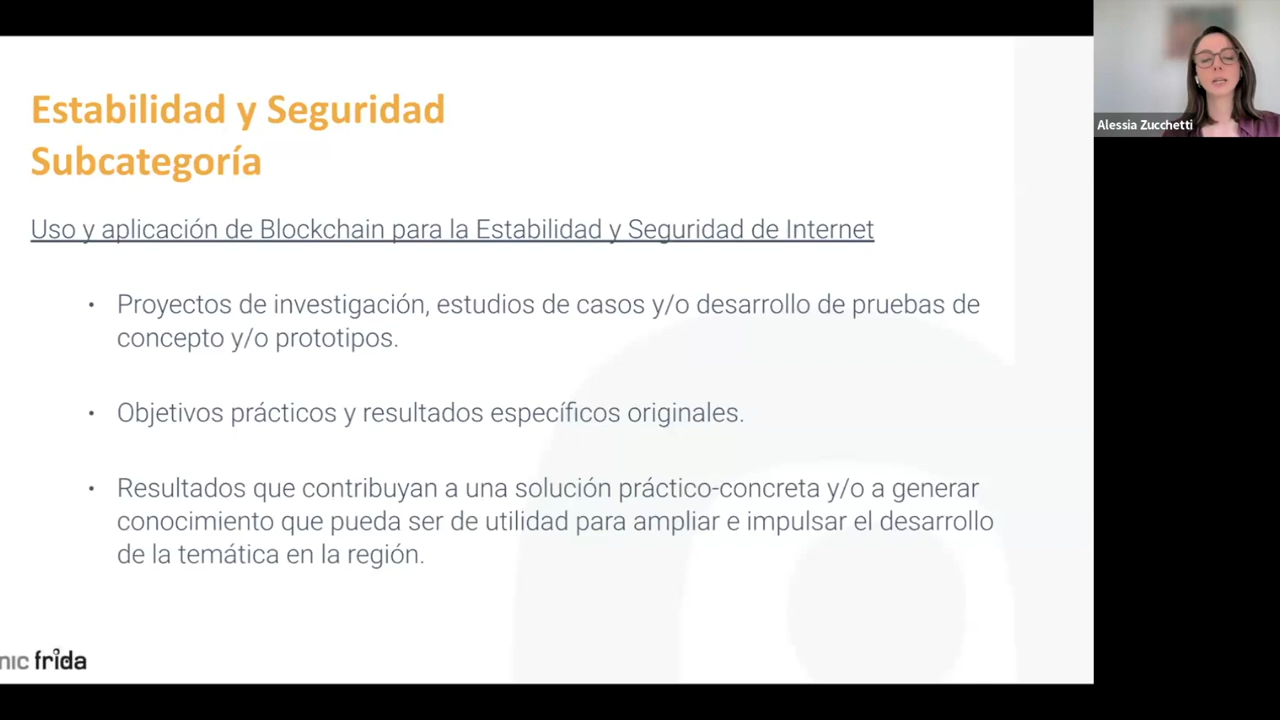 Estabilidad y Seguridad
Subcategoría
Uso y aplicación de Blockchain para la Estabilidad y Seguridad de Internet
• Proyectos de investigación, estudios de casos y/o desarrollo de pruebas de
concepto y/o prototipos.
• Objetivos prácticos y resultados específicos originales.
• Resultados que contribuyan a una solución práctico-concreta y/o a generar
conocimiento que pueda ser de utilidad para ampliar e impulsar el desarrollo
de la temática en la región.
nic frida
Alessia Zucchetti